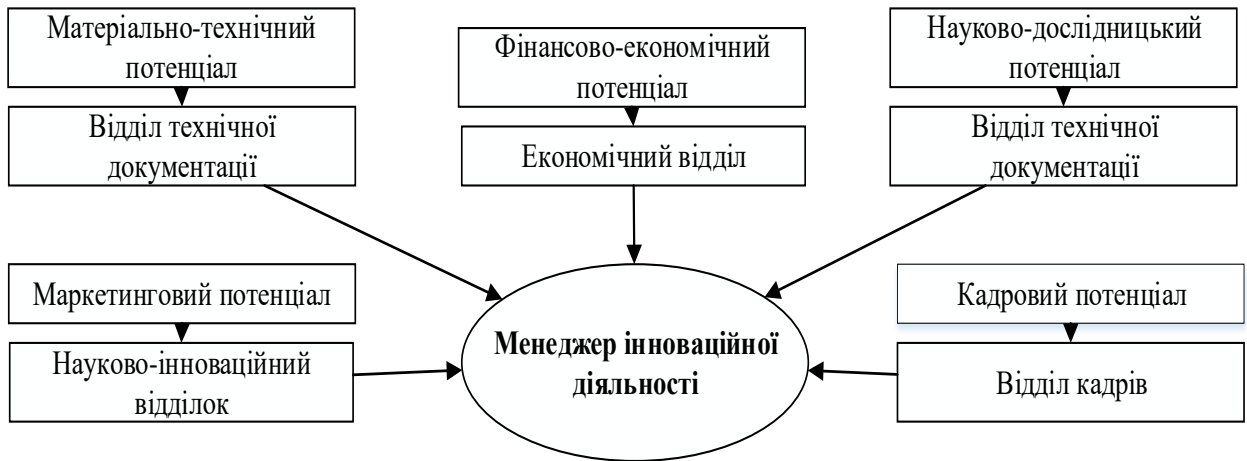 Матеріально-технічний
потенціал
Відділ технічної
документації
Фінансово-економічний
потенціал
Економічний відділ
Науково-дослідницький
потенціал
Відділ технічної
документації
Маркетинговий потенціал
Науково-інноваційний
відділок
Менеджер інноваційної
діяльності
Кадровий потенціал
Відділ кадрів